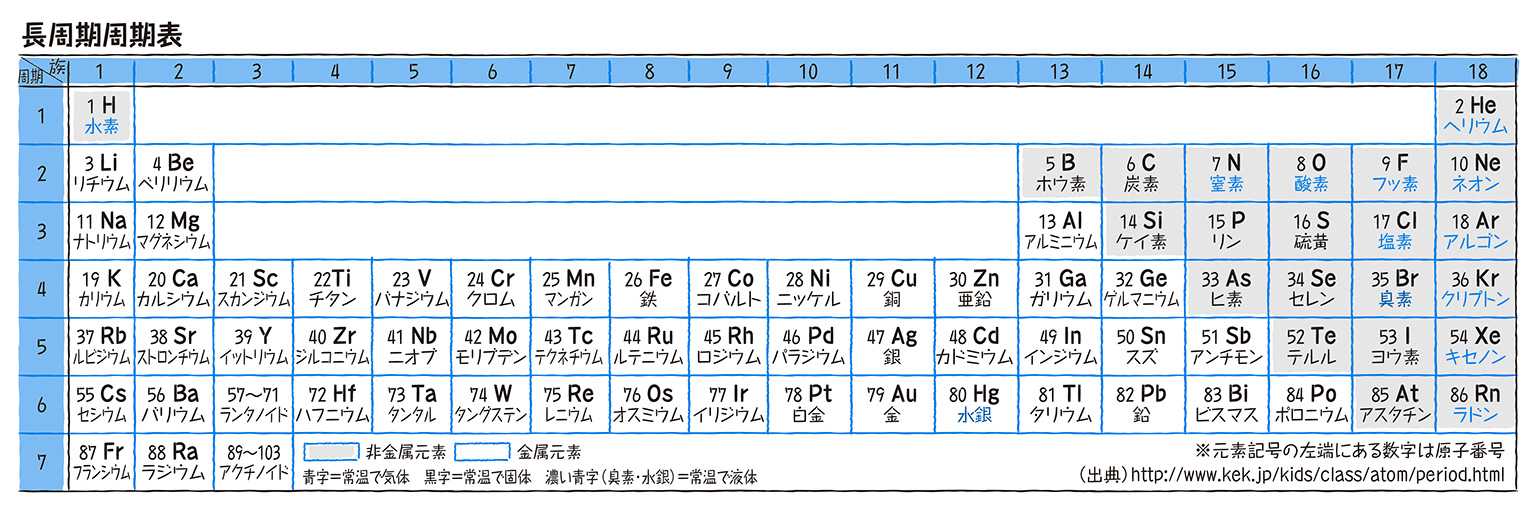 長周期周期表
族
周期 1 2 3 4 5 6 7 8 9 10 11 12 13 14 15 16 17 18
1 1 H 2 He
水素 ヘリウム
2 3 Li 4 Be 5 B 6 C 7 N 8 O 9 F 10 Ne
リチウム ベリリウム ホウ素 炭素 窒素 酸素 フッ素 ネオン
3 11 Na 12 Mg 13 Al 14 Si 15 P 16 S 17 Cl 18 Ar
ナトリウム マグネシウム アルミニウム ケイ素 リン 硫黄 塩素 アルゴン
4 19 K 20 Ca 21 Sc 22Ti 23 V 24 Cr 25 Mn 26 Fe 27 Co 28 Ni 29 Cu 30 Zn 31 Ga 32 Ge 33 As 34 Se 35 Br 36 Kr
カリウム カルシウム スカンジウム チタン バナジウム クロム マンガン 鉄 コバルト ニッケル 銅 亜鉛 ガリウム ゲルマニウム ヒ素 セレン 臭素 クリプトン
5 37 Rb 38 Sr 39 Y 40 Zr 41 Nb 42 Mo 43 Tc 44 Ru 45 Rh 46 Pd 47 Ag 48 Cd 49 In 50 Sn 51 Sb 52 Te 53 I 54 Xe
ルビジウム ストロンチウム イットリウム ジルコニウム ニオブ モリブデン テクネチウム ルテニウム ロジウム パラジウム 銀 カドミウム インジウム スズ アンチモン テルル ヨウ素 キセノン
6 55 Cs 56 Ba 57〜71 72 Hf 73 Ta 74 W 75 Re 76 Os 77 Ir 78 Pt 79 Au 80 Hg 81 Tl 82 Pb 83 Bi 84 Po 85 At 86 Rn
セシウム バリウム ランタノイド ハフニウム タンタル タングステン レニウム オスミウム イリジウム 白金 金 水銀 タリウム 鉛 ビスマス ポロニウム アスタチン ラドン
7 87 Fr 88 Ra 89〜103 非金属元素 金属元素 ※元素記号の左端にある数字は原子番号
フランシウム ラジウム アクチノイド 青字=常温で気体 黒字=常温で固体 濃い青字(臭素・水銀)=常温で液体 (出典)http://www.kek.jp/kids/class/atom/period.html